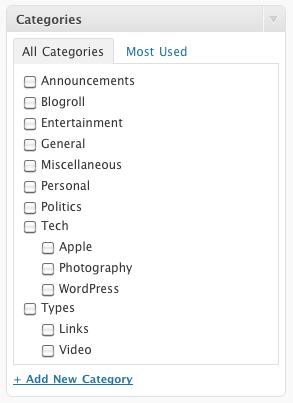 Categories
All Categories Most Used
Announcements
Blogroll
Entertainment
General
Miscellaneous
Personal
Politics
Tech
Apple
Photography
WordPress
Types
Links
Video
+ Add New Category